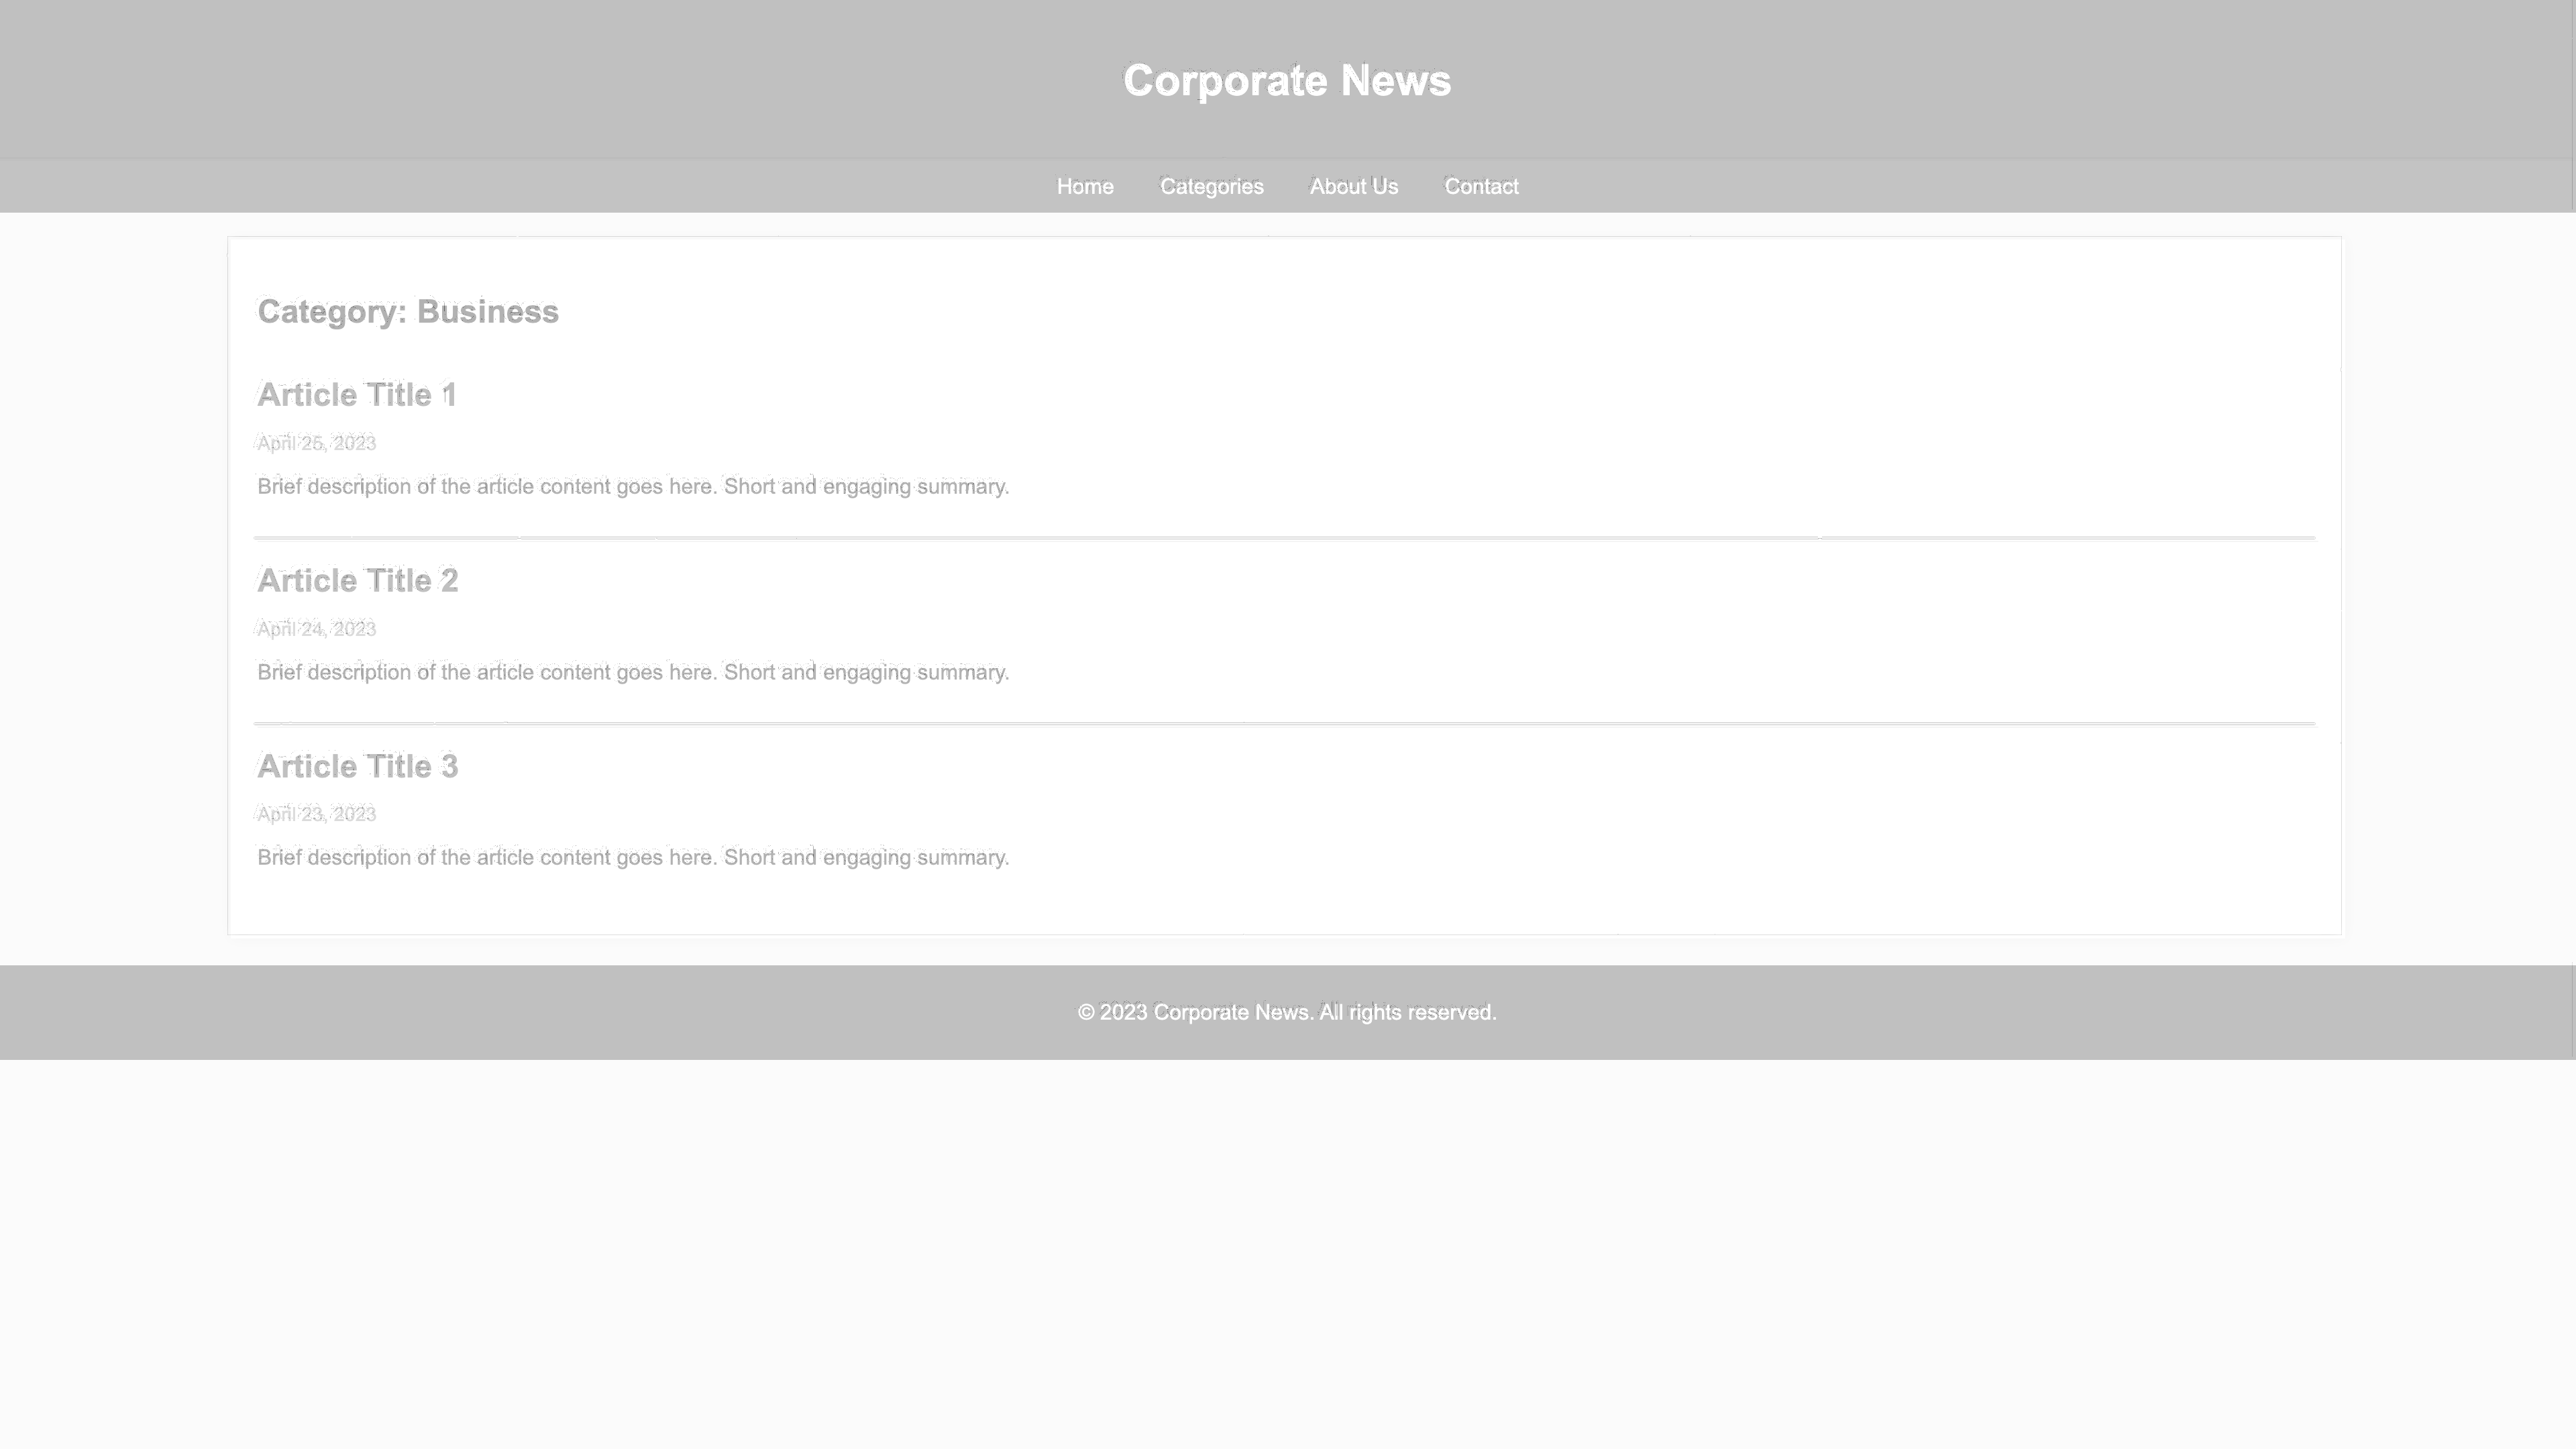 Corporate News
Home Categories About Us Contact
Category: Business
Article Title 1
April 25, 2023
Brief description of the article content goes here. Short and engaging summary.
Article Title 2
April 24, 2023
Brief description of the article content goes here. Short and engaging summary.
Article Title 3
April 23, 2023
Brief description of the article content goes here. Short and engaging summary.
© 2023 Corporate News. All rights reserved.